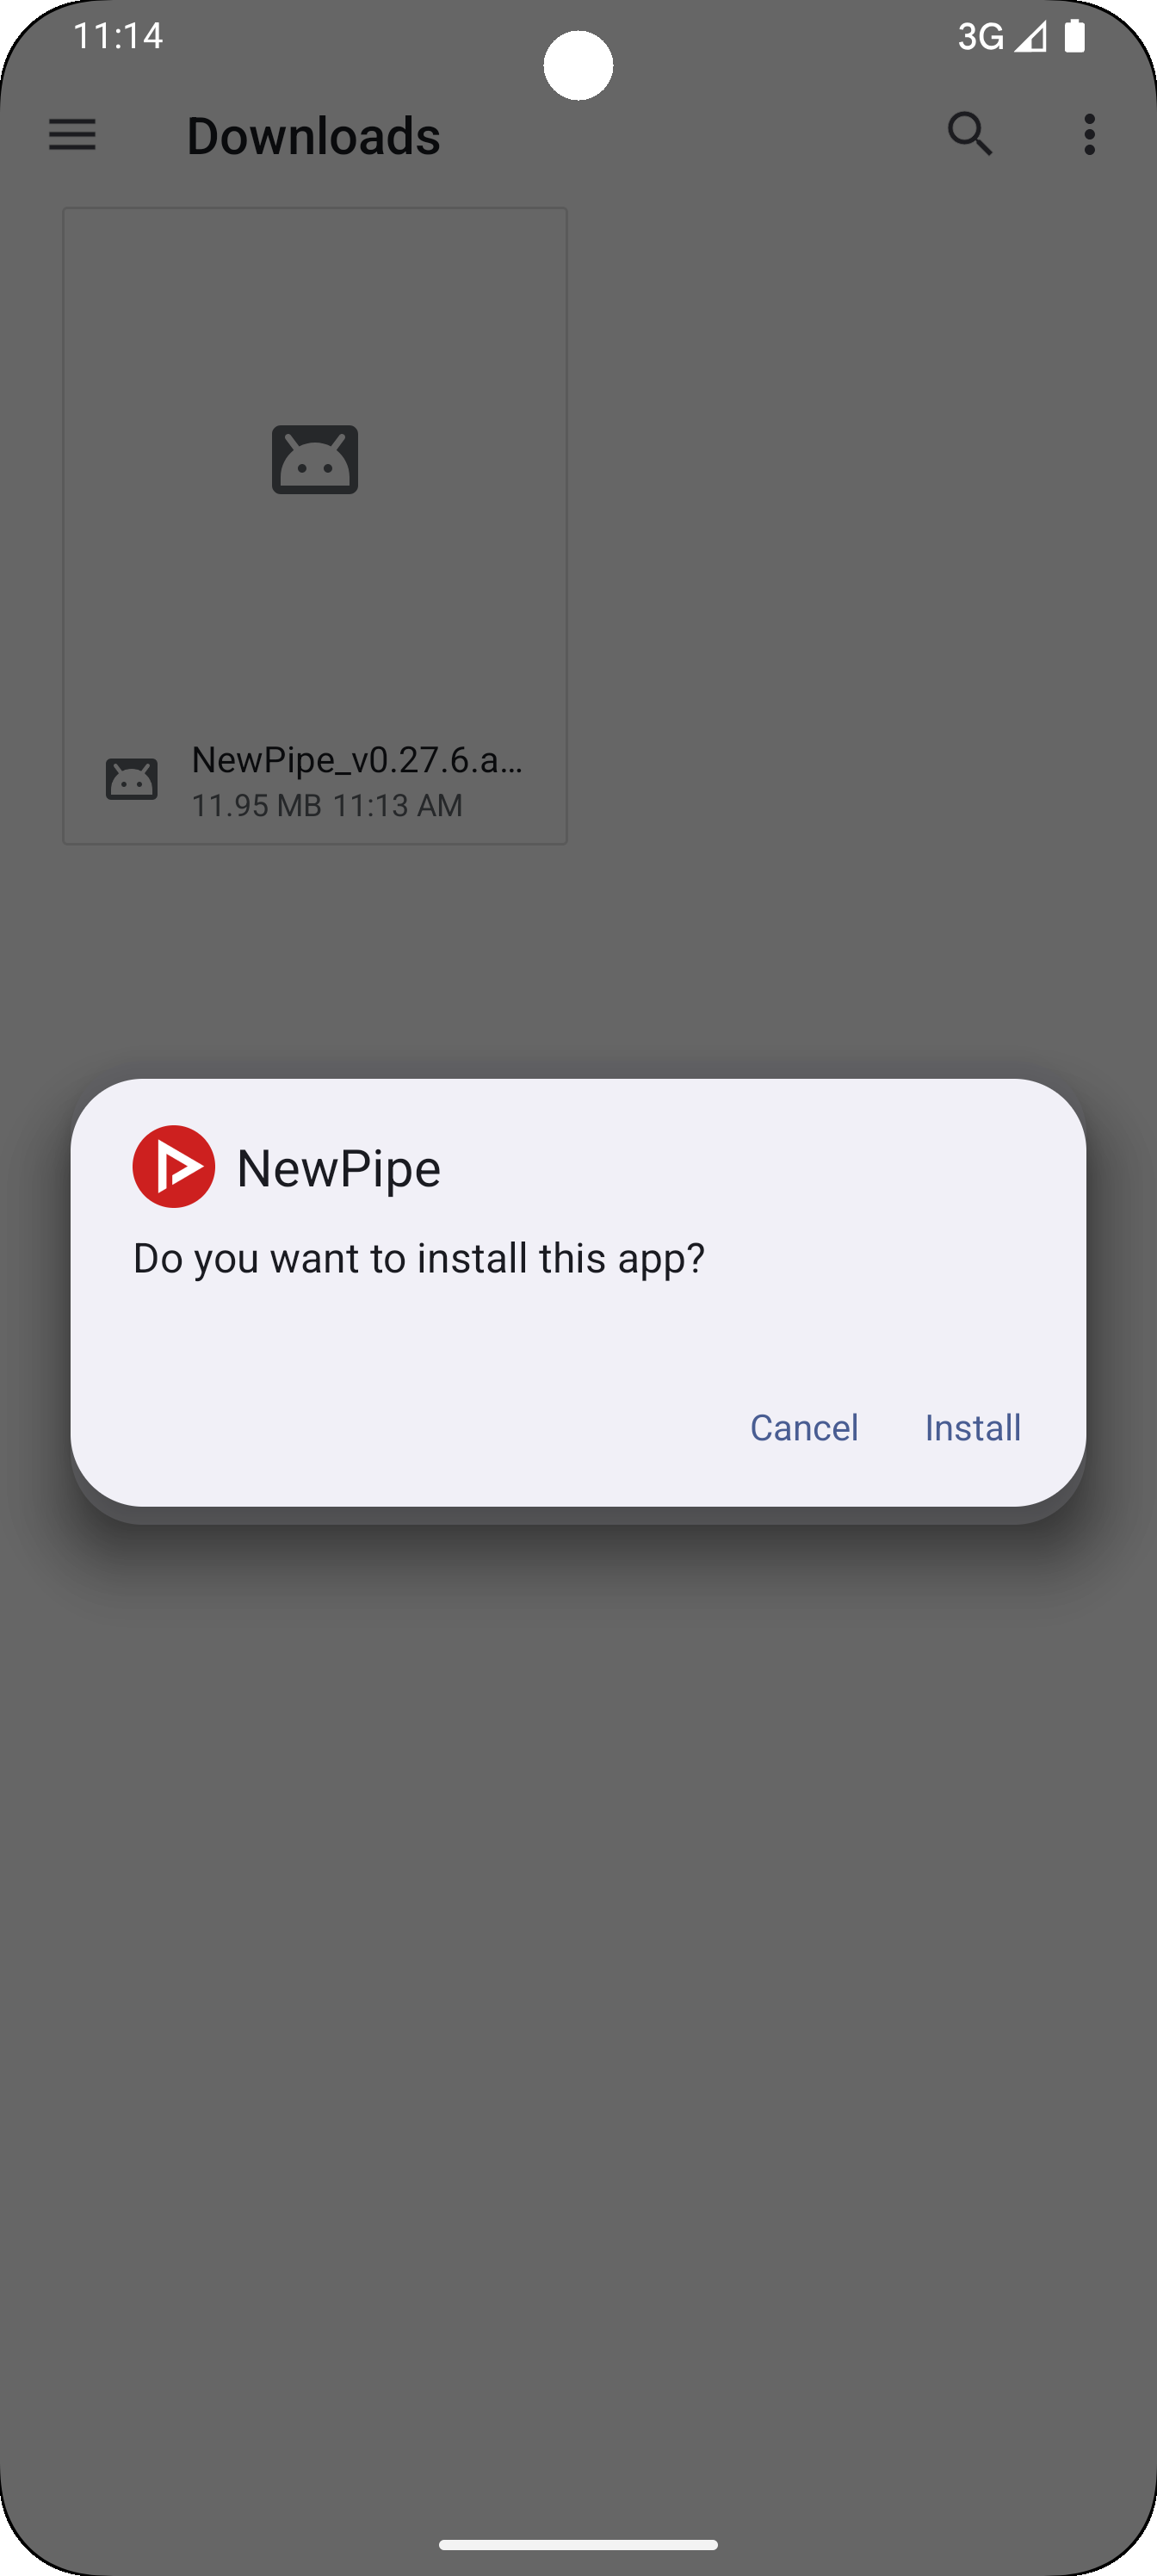 11:14
3G
Downloads
NewPipe_v0.27.6.a…
11.95 MB 11:13 AM
NewPipe
Do you want to install this app?
Cancel
Install